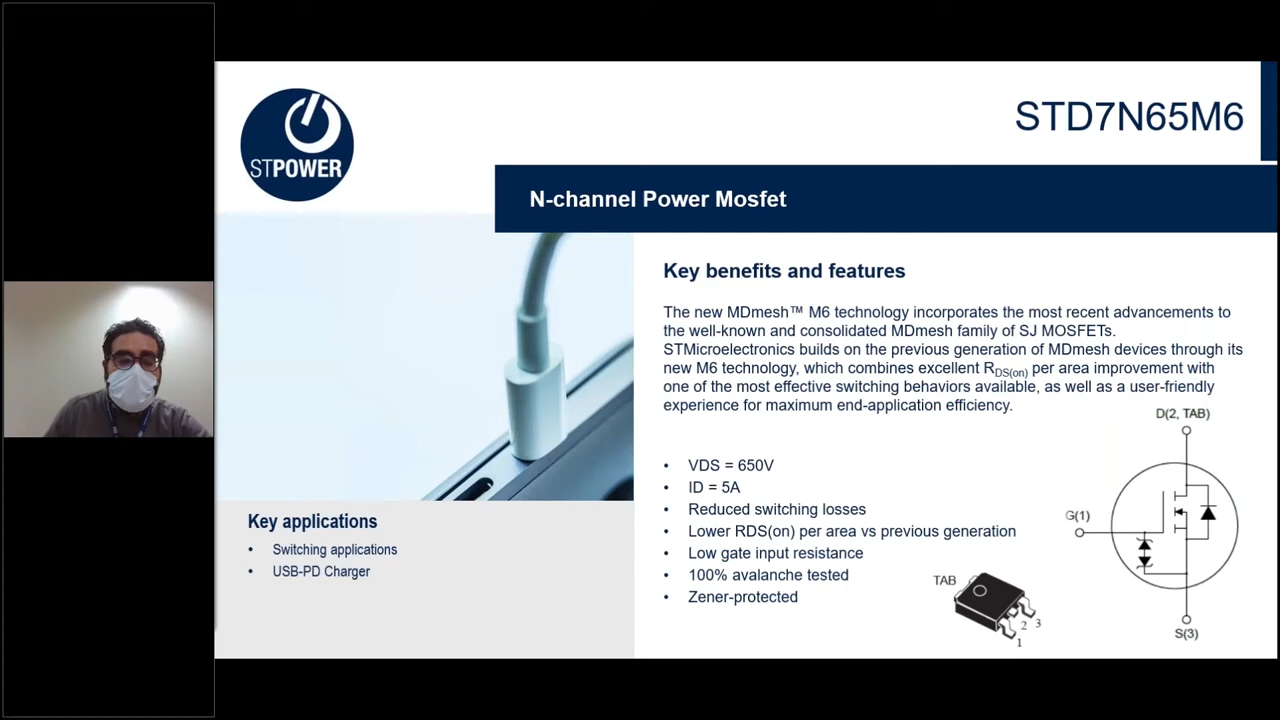 STPOWER
STD7N65M6
N-channel Power Mosfet
Key benefits and features
The new MDmesh™ M6 technology incorporates the most recent advancements to
the well-known and consolidated MDmesh family of SJ MOSFETs.
STMicroelectronics builds on the previous generation of MDmesh devices through its
new M6 technology, which combines excellent RDS(on) per area improvement with
one of the most effective switching behaviors available, as well as a user-friendly
experience for maximum end-application efficiency.
• VDS = 650V
• ID = 5A
• Reduced switching losses
• Lower RDS(on) per area vs previous generation
• Low gate input resistance
• 100% avalanche tested
• Zener-protected
Key applications
• Switching applications
• USB-PD Charger
TAB
1
2
3
D(2, TAB)
G(1)
S(3)